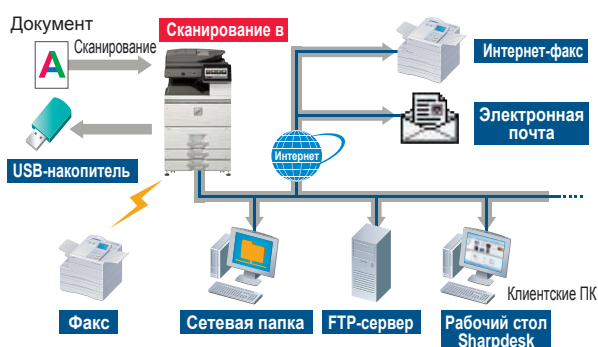 Документ
Сканирование
Сканирование в
Интернет-факс
Электронная
почта
USB-накопитель
Интернет
Клиентские ПК
Факс
Сетевая папка
FTP-сервер
Рабочий стол
Sharpdesk